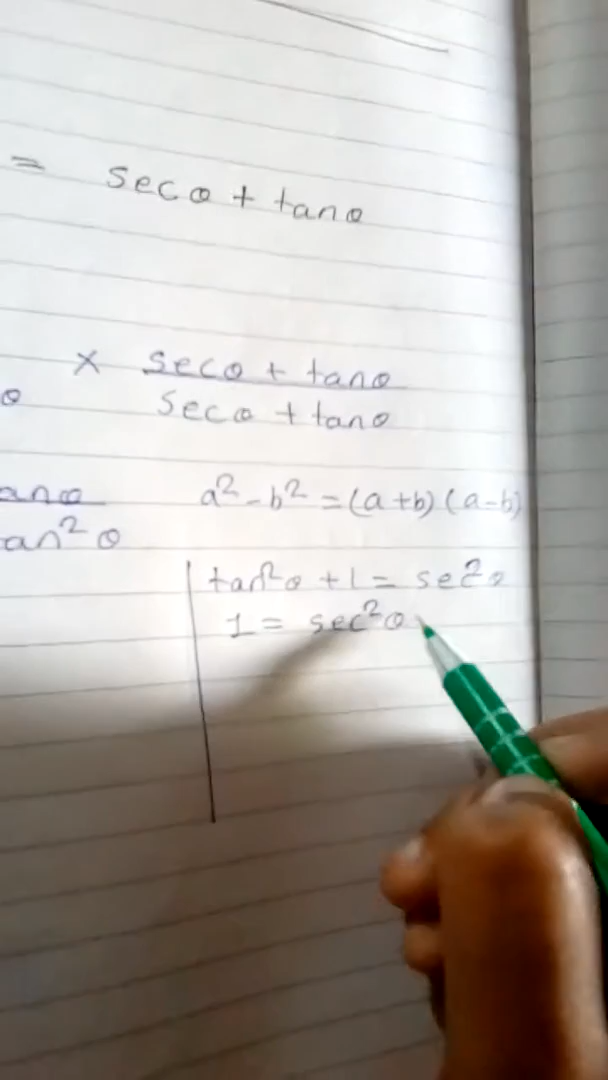 = secθ + tanθ
× secθ + tanθ
θ secθ + tanθ
anθ a² - b² = (a+b) (a-b)
an²θ
tan²θ + 1 = sec²θ
1 = sec²θ